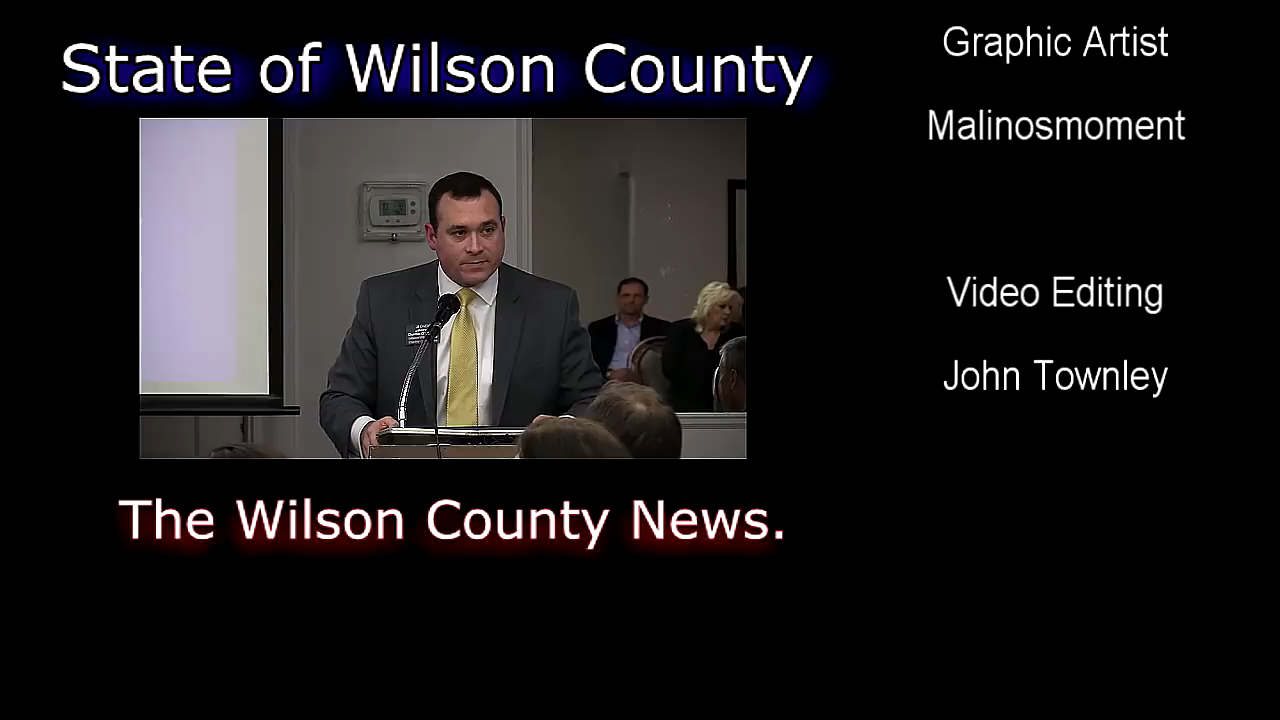 State of Wilson County
The Wilson County News.
Graphic Artist
Malinosmoment
Video Editing
John Townley